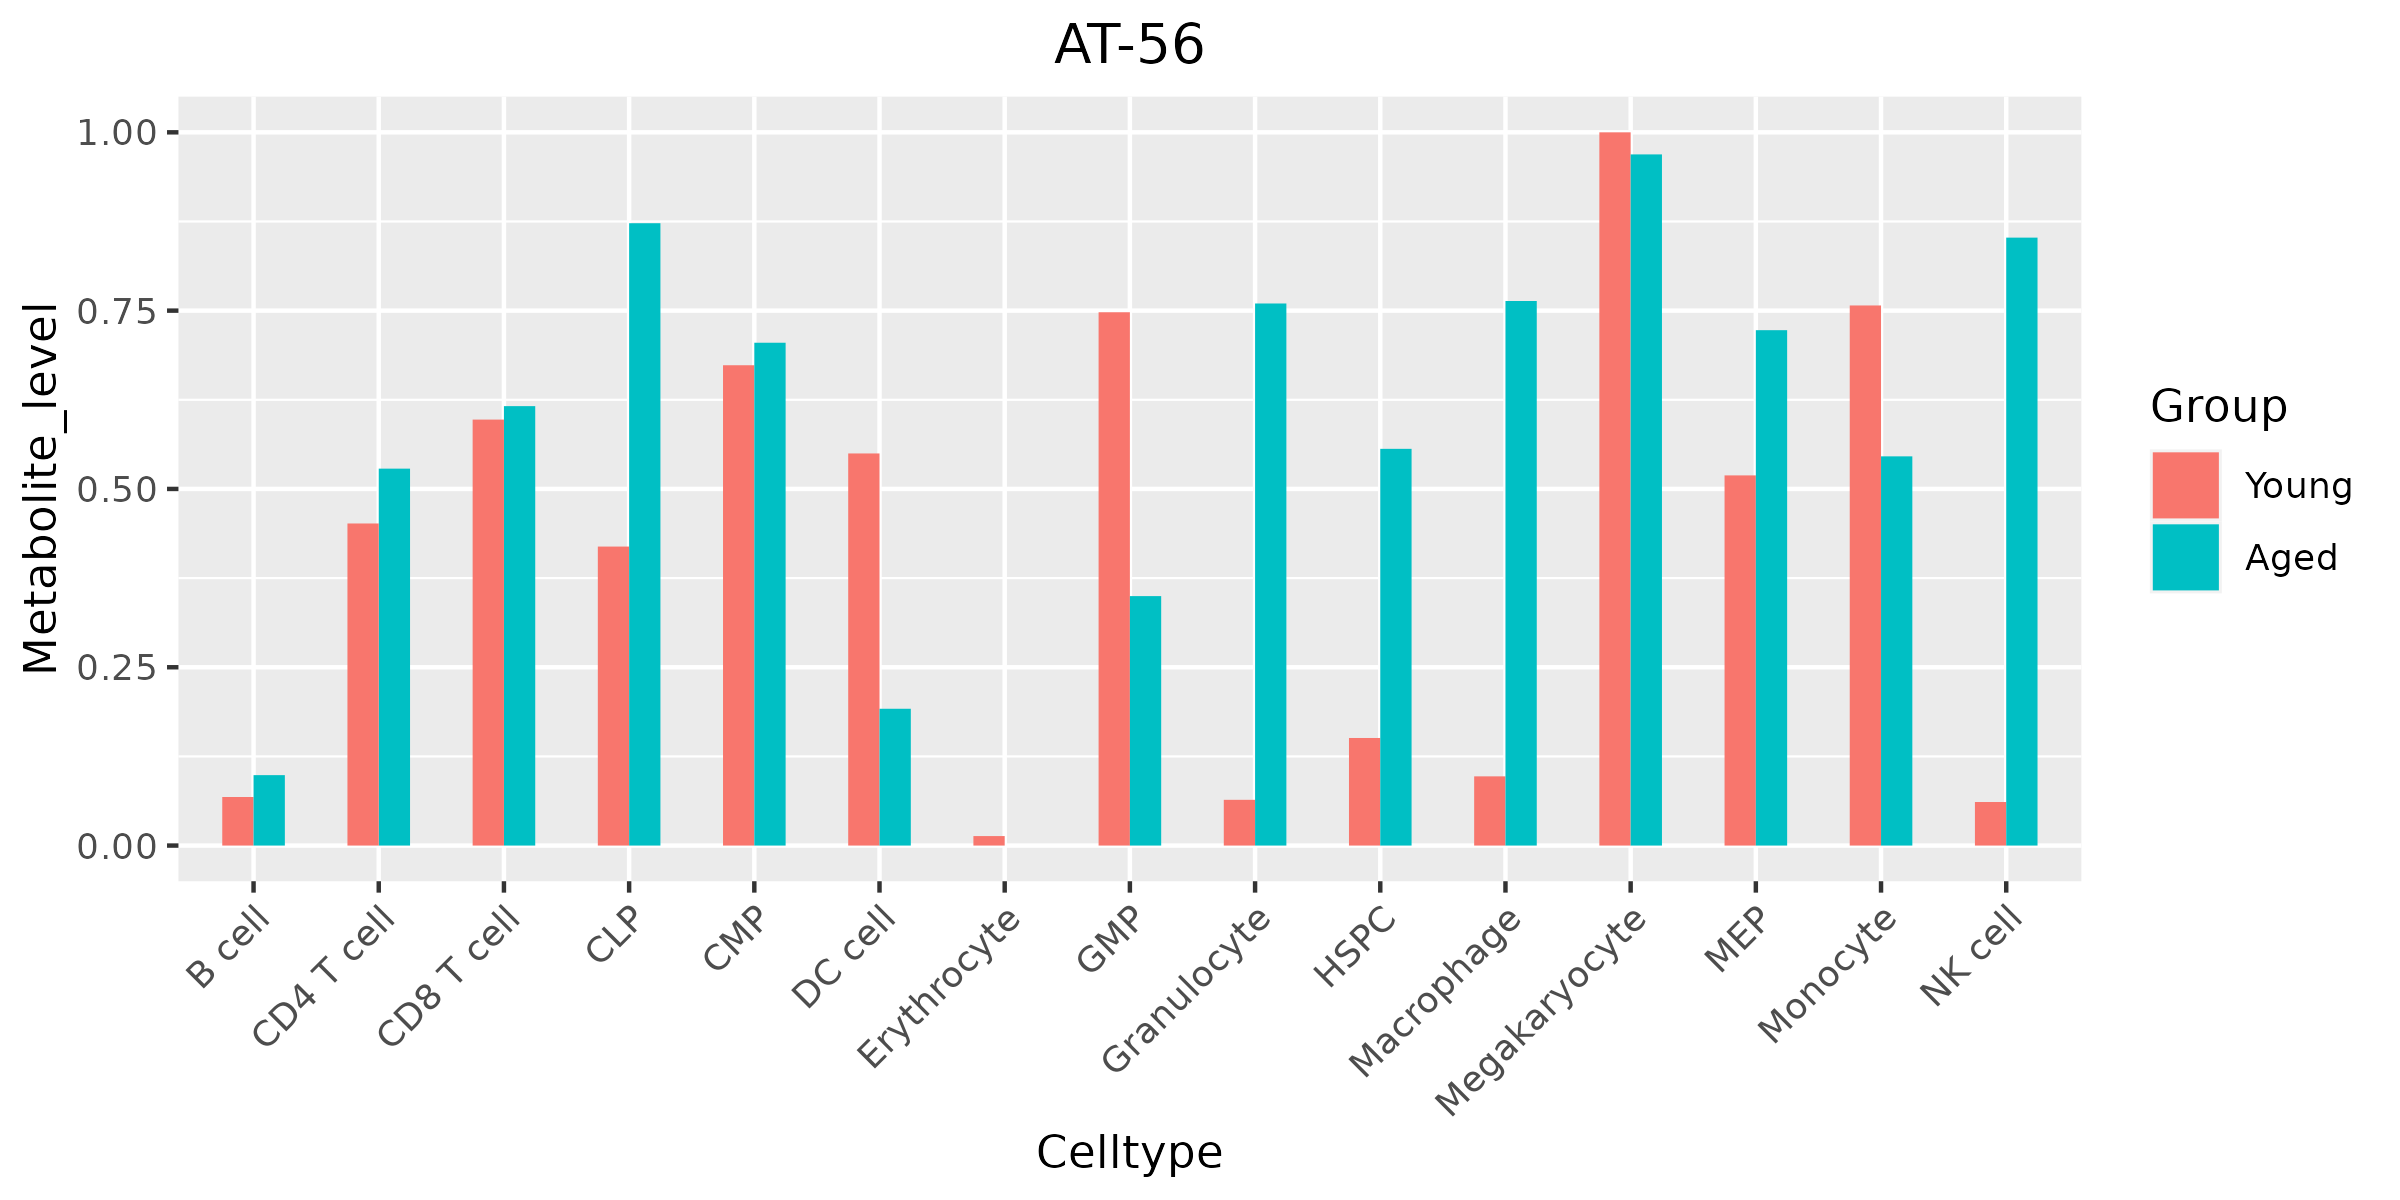 AT-56
Metabolite_level
1.00
0.75
0.50
0.25
0.00
B cell
CD4 T cell
CD8 T cell
CLP
CMP
DC cell
Erythrocyte
GMP
Granulocyte
HSPC
Macrophage
Megakaryocyte
MEP
Monocyte
NK cell
Celltype
Group
Young
Aged